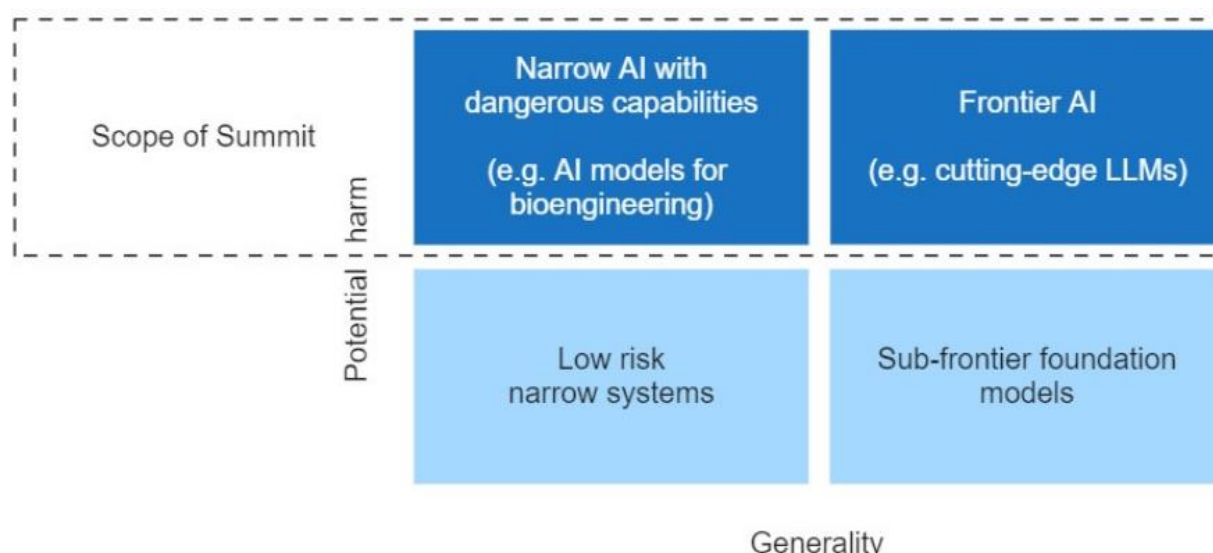 Scope of Summit
Narrow AI with
dangerous capabilities
(e.g. AI models for
bioengineering)
Frontier AI
(e.g. cutting-edge LLMs)
Potential harm
Low risk
narrow systems
Sub-frontier foundation
models
Generality